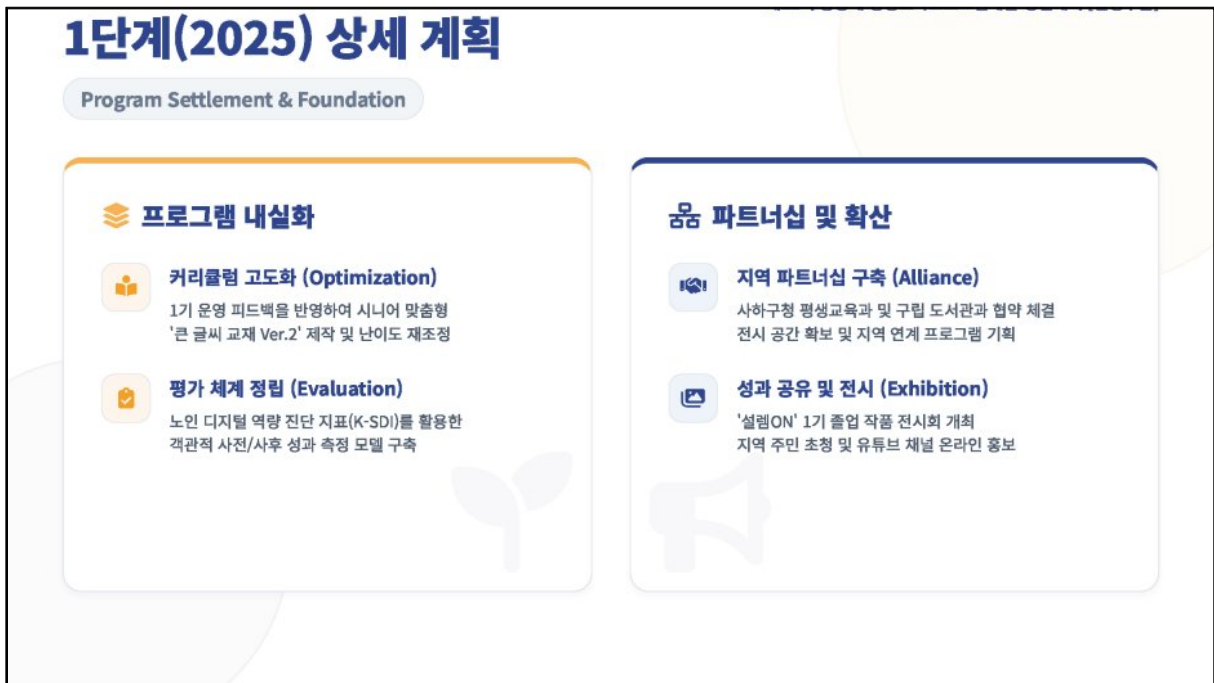 1단계(2025) 상세 계획
Program Settlement & Foundation
프로그램 내실화
커리큘럼 고도화 (Optimization)
1기 운영 피드백을 반영하여 시니어 맞춤형
'큰 글씨 교재 Ver.2' 제작 및 난이도 재조정
평가 체계 정립 (Evaluation)
노인 디지털 역량 진단 지표(K-SDI)를 활용한
객관적 사전/사후 성과 측정 모델 구축
파트너십 및 확산
지역 파트너십 구축 (Alliance)
사하구청 평생교육과 및 구립 도서관과 협약 체결
전시 공간 확보 및 지역 연계 프로그램 기획
성과 공유 및 전시 (Exhibition)
'설렘ON' 1기 졸업 작품 전시회 개최
지역 주민 초청 및 유튜브 채널 온라인 홍보